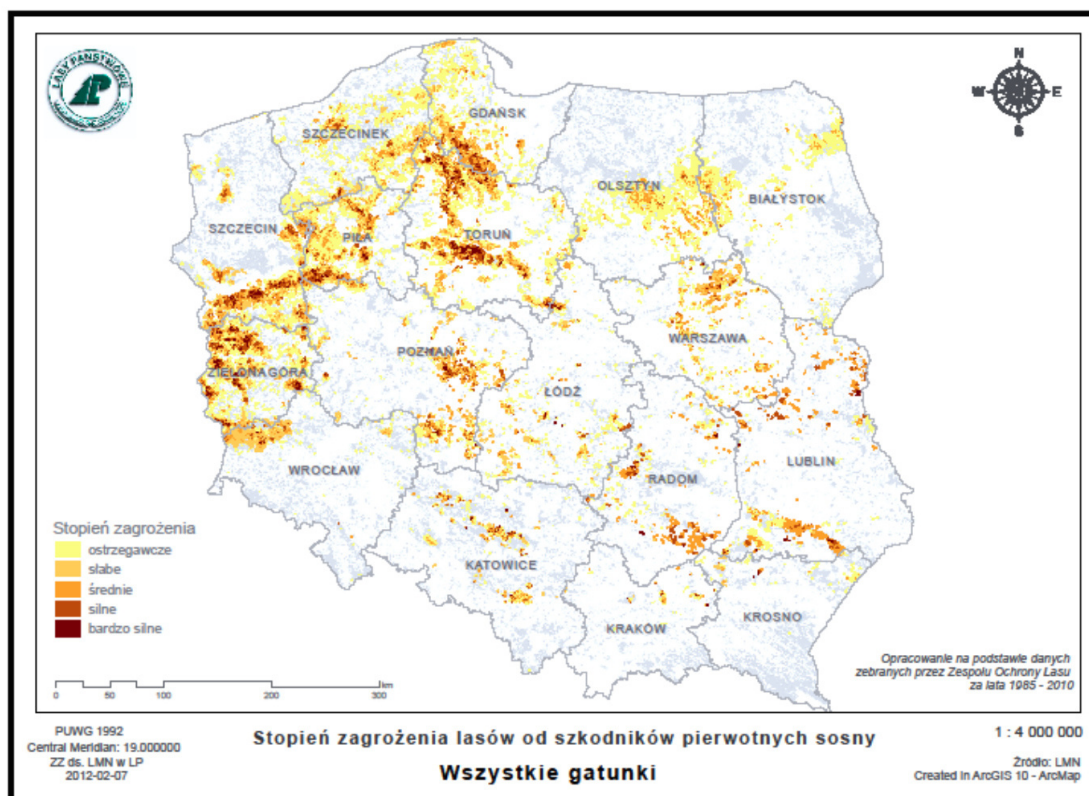 LASY PAŃSTWOWE
N
W E
S
GDAŃSK
SZCZECINEK
OLSZTYN
BIAŁYSTOK
SZCZECIN
PIŁA
TORUŃ
WARSZAWA
POZNAŃ
ZIELONA GÓRA
ŁÓDŹ
LUBLIN
WROCŁAW
RADOM
KATOWICE
KRAKÓW
KROSNO
Stopień zagrożenia
ostrzegawcze
słabe
średnie
silne
bardzo silne
km
0 100 200 300
Opracowanie na podstawie danych
zebranych przez Zespołu Ochrony Lasu
za lata 1985 - 2010
PUWG 1992
Central Meridian: 19.000000
ZZ ds. LMN w LP
2012-02-07
Stopień zagrożenia lasów od szkodników pierwotnych sosny
Wszystkie gatunki
1 : 4 000 000
Źródło: LMN
Created in ArcGIS 10 - ArcMap